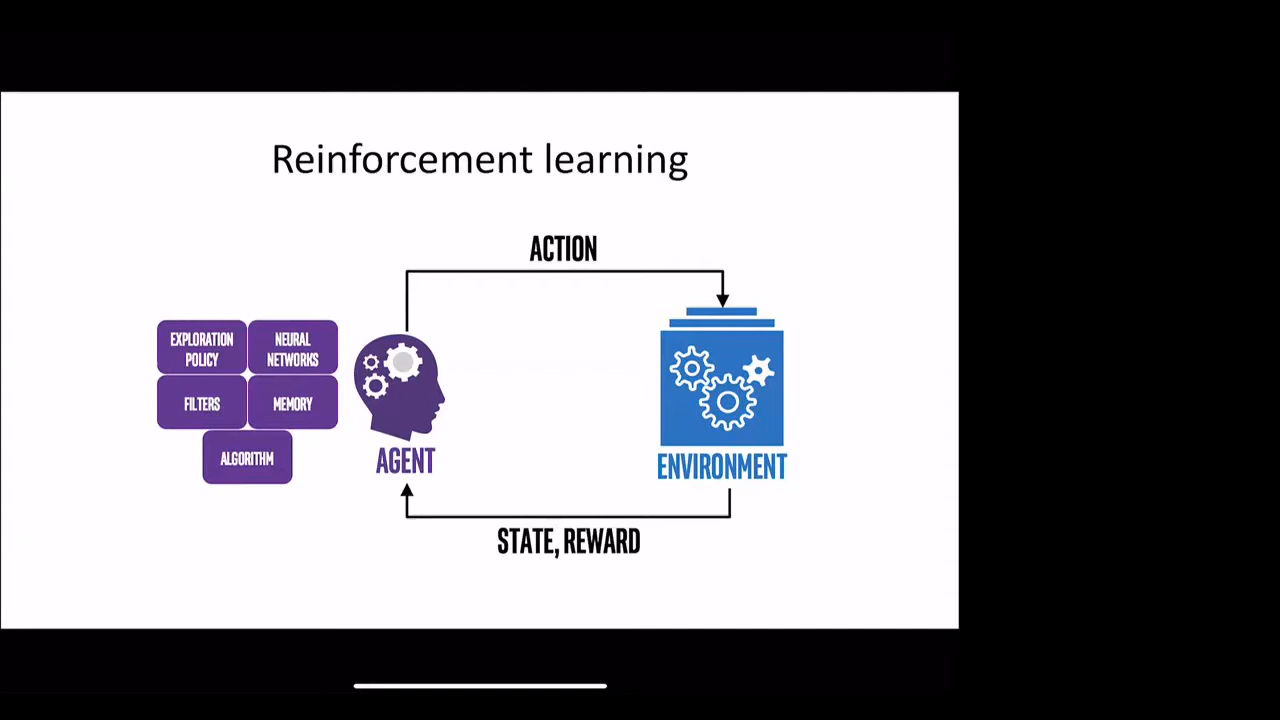 Reinforcement learning
ACTION
EXPLORATION
POLICY
NEURAL
NETWORKS
FILTERS
MEMORY
ALGORITHM
AGENT
ENVIRONMENT
STATE, REWARD